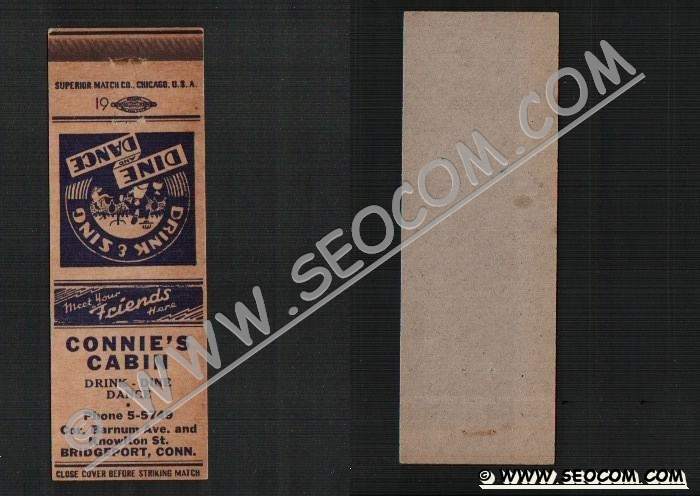 SUPERIOR MATCH CO., CHICAGO, U.S.A.
19
DINE
AND
DANCE
DRINK & SING
Meet Your
Friends
Here
CONNIE'S
CABIN
DRINK - DINE
DANCE
Phone 5-5749
Cor. Barnum Ave. and
Knowlton St.
BRIDGEPORT, CONN.
CLOSE COVER BEFORE STRIKING MATCH
© WWW.SEOCOM.COM
© WWW.SEOCOM.COM